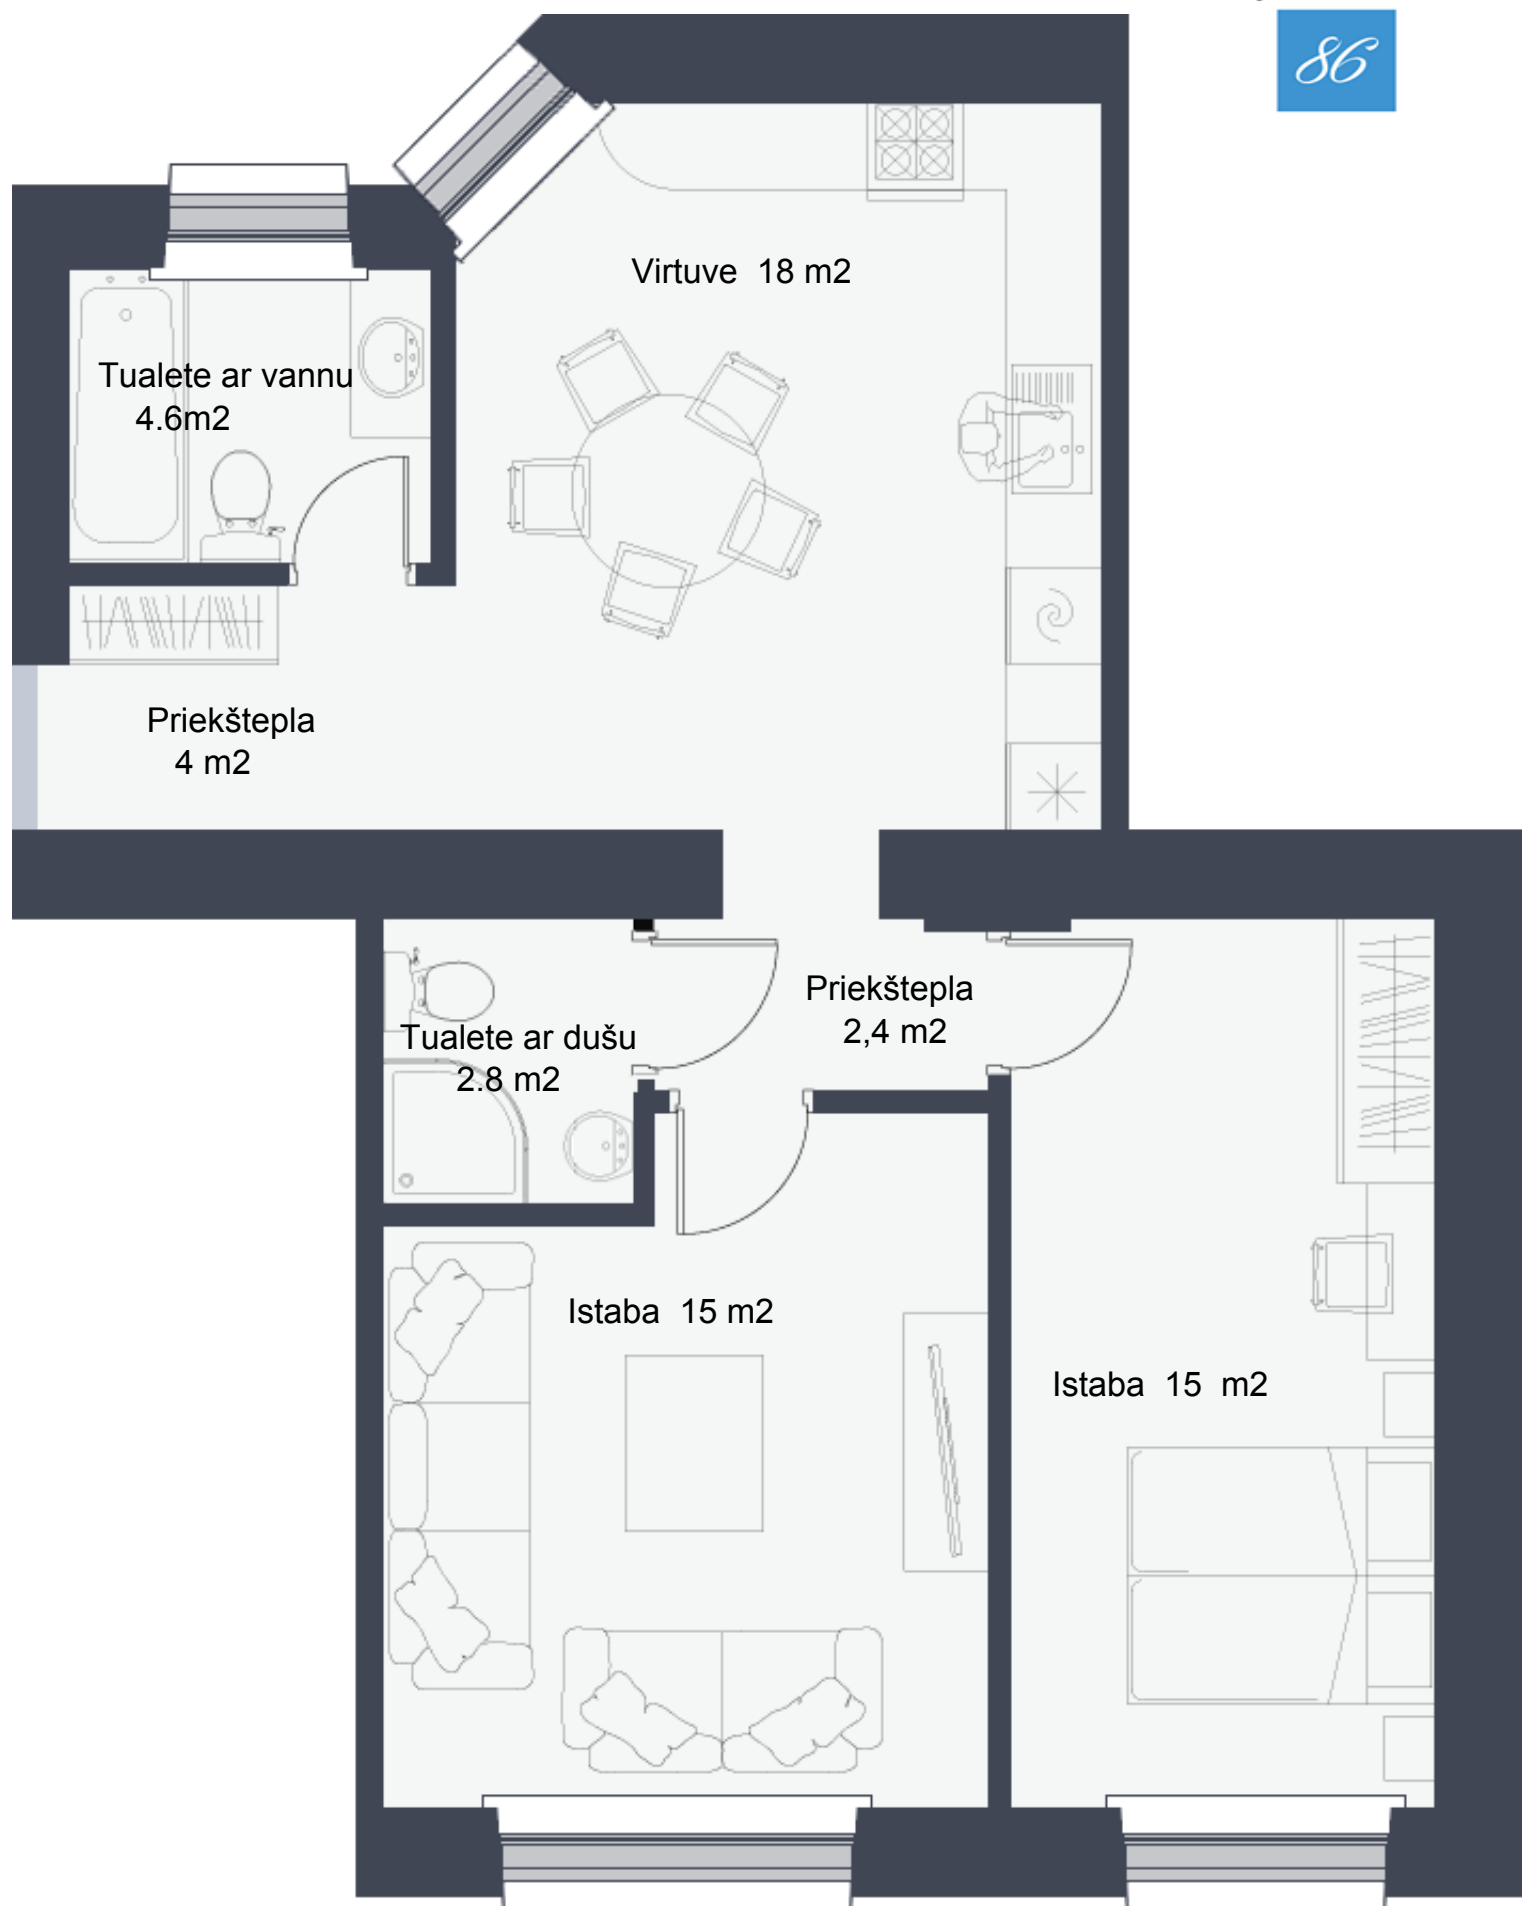 86
Virtuve 18 m2
Tualete ar vannu
4.6m2
Priekštepla
4 m2
Priekštepla
2,4 m2
Tualete ar dušu
2.8 m2
Istaba 15 m2
Istaba 15 m2